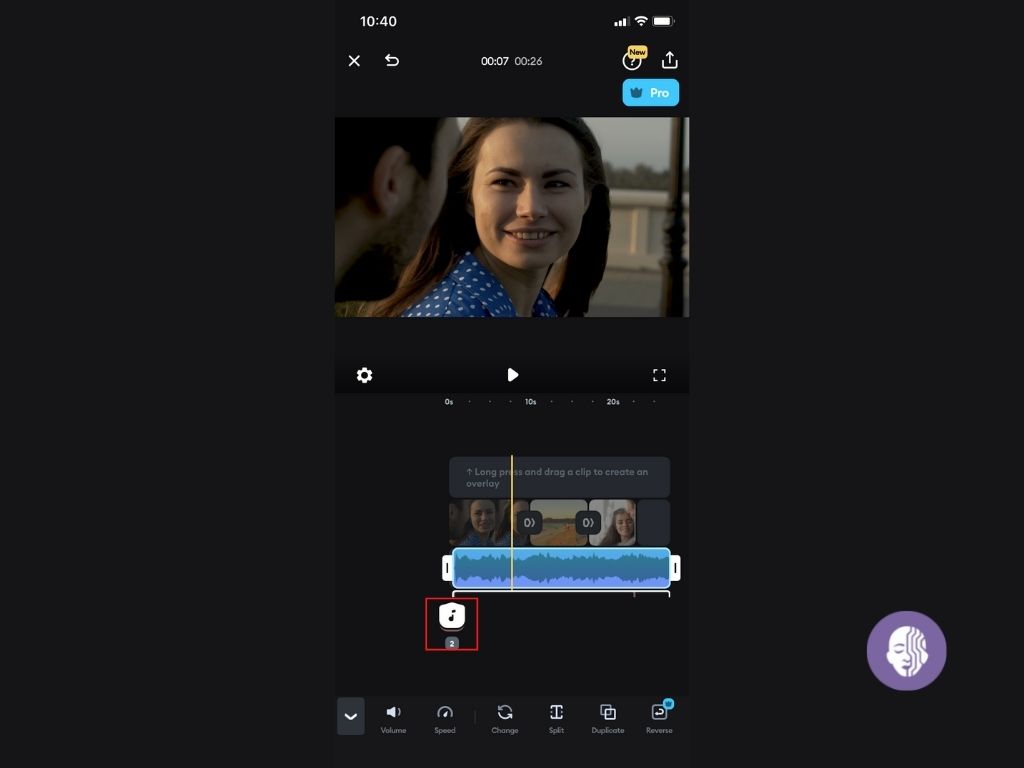 10:40
00:07 00:26
New
?
Pro
0s 10s 20s
↑ Long press and drag a clip to create an
overlay
2
Volume Speed Change Split Duplicate Reverse